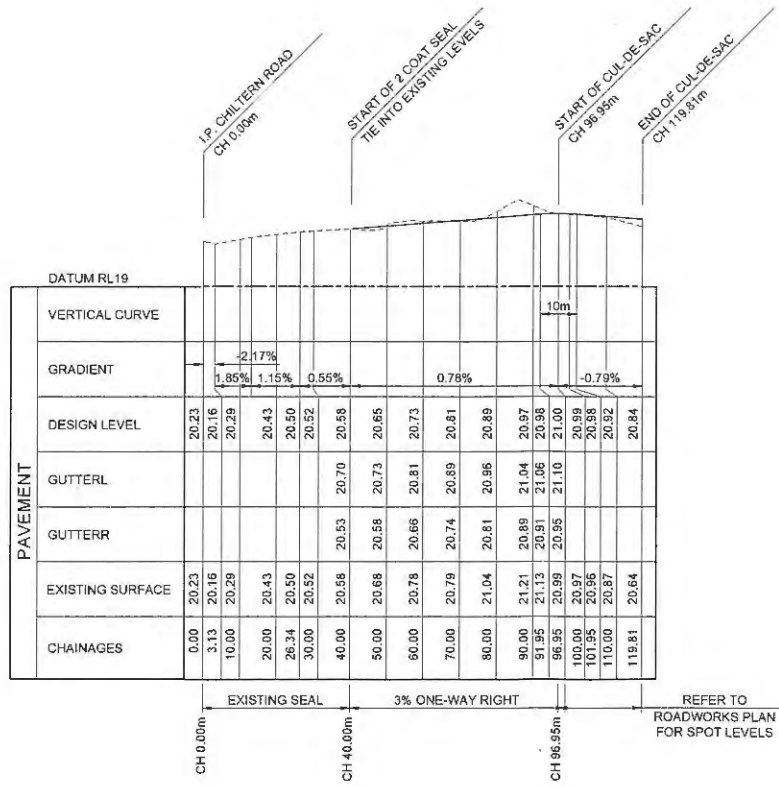 I.P. CHILTERN ROAD
CH 0.00m
START OF 2 COAT SEAL
TIE INTO EXISTING LEVELS
START OF CUL-DE-SAC
CH 96.95m
END OF CUL-DE-SAC
CH 119.81m
DATUM RL19
PAVEMENT
VERTICAL CURVE 10m
GRADIENT -2.17% 1.85% 1.15% 0.55% 0.78% -0.79%
DESIGN LEVEL 20.23 20.16 20.29 20.43 20.50 20.52 20.58 20.65 20.73 20.81 20.89 20.97 20.98 21.00 20.99 20.98 20.92 20.84
GUTTERL 20.70 20.73 20.81 20.89 20.96 21.04 21.06 21.10
GUTTERR 20.53 20.58 20.66 20.74 20.81 20.89 20.91 20.95
EXISTING SURFACE 20.23 20.16 20.29 20.43 20.50 20.52 20.58 20.68 20.78 20.79 21.04 21.21 21.13 20.99 20.97 20.96 20.87 20.64
CHAINAGES 0.00 3.13 10.00 20.00 26.34 30.00 40.00 50.00 60.00 70.00 80.00 90.00 91.95 96.95 100.00 101.95 110.00 119.81
EXISTING SEAL 3% ONE-WAY RIGHT REFER TO
ROADWORKS PLAN
FOR SPOT LEVELS
CH 0.00m CH 40.00m CH 96.95m